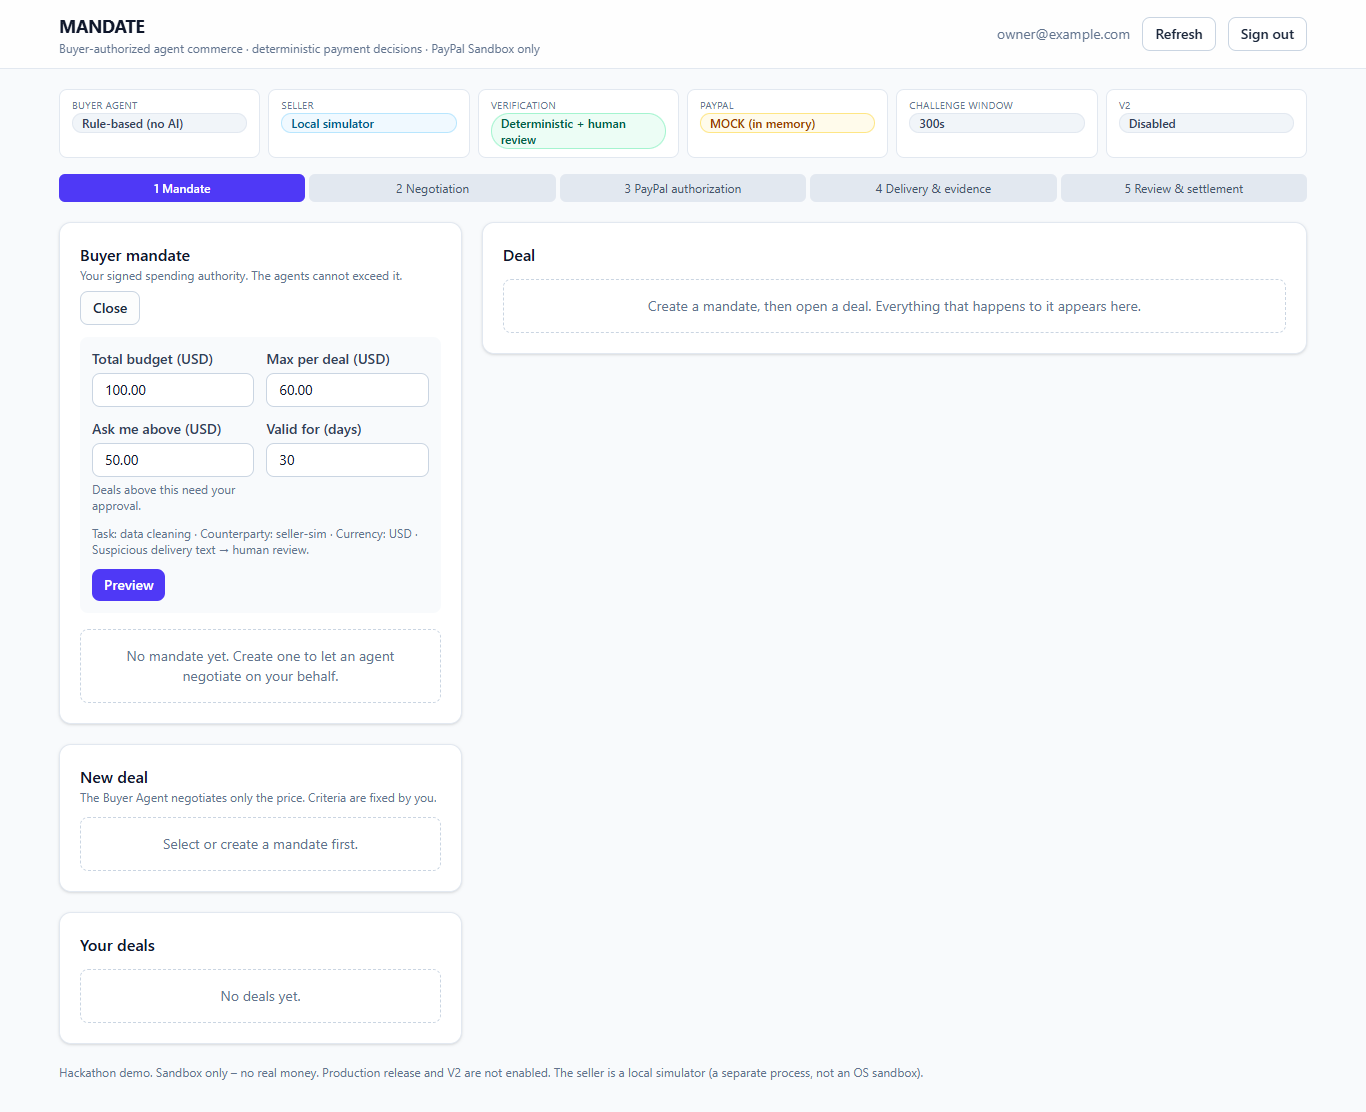 MANDATE
Buyer-authorized agent commerce · deterministic payment decisions · PayPal Sandbox only
owner@example.com
Refresh
Sign out
BUYER AGENT
Rule-based (no AI)
SELLER
Local simulator
VERIFICATION
Deterministic + human
review
PAYPAL
MOCK (in memory)
CHALLENGE WINDOW
300s
V2
Disabled
1 Mandate
2 Negotiation
3 PayPal authorization
4 Delivery & evidence
5 Review & settlement
Buyer mandate
Your signed spending authority. The agents cannot exceed it.
Close
Total budget (USD)
Max per deal (USD)
100.00
60.00
Ask me above (USD)
Valid for (days)
50.00
30
Deals above this need your
approval.
Task: data cleaning · Counterparty: seller-sim · Currency: USD ·
Suspicious delivery text → human review.
Preview
No mandate yet. Create one to let an agent
negotiate on your behalf.
New deal
The Buyer Agent negotiates only the price. Criteria are fixed by you.
Select or create a mandate first.
Your deals
No deals yet.
Deal
Create a mandate, then open a deal. Everything that happens to it appears here.
Hackathon demo. Sandbox only – no real money. Production release and V2 are not enabled. The seller is a local simulator (a separate process, not an OS sandbox).